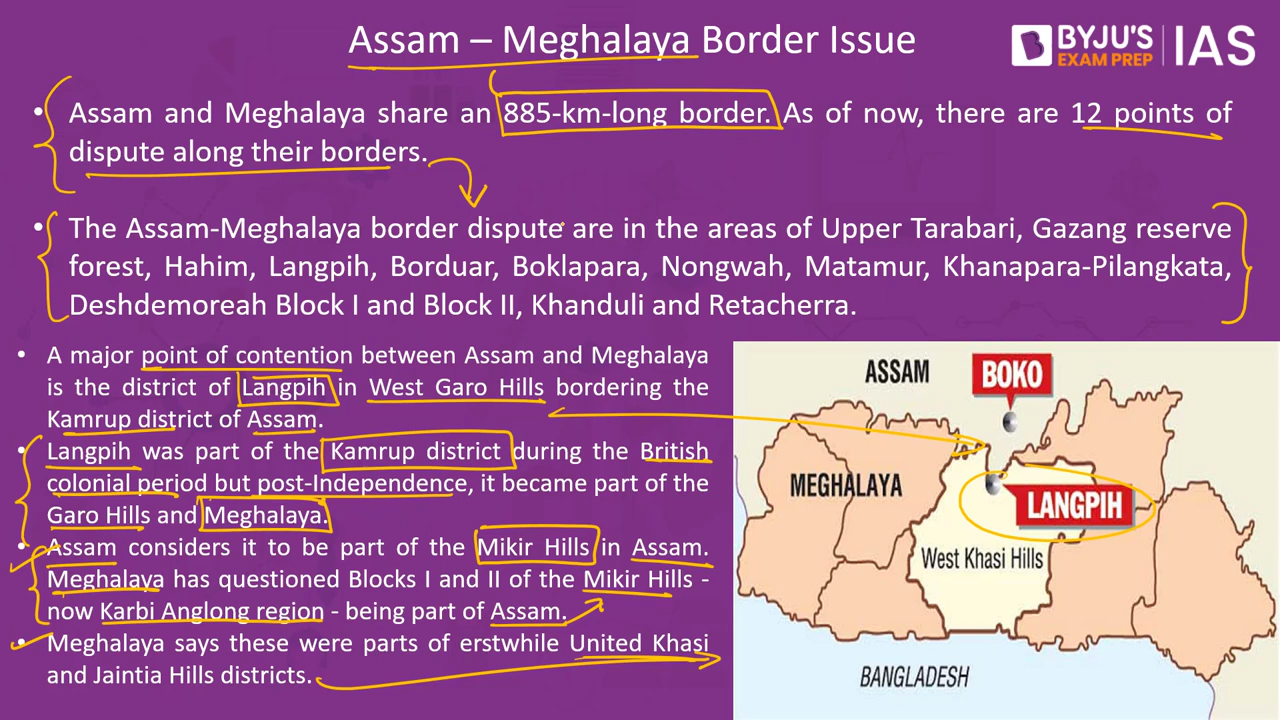 Assam – Meghalaya Border Issue
BYJU'S
EXAM PREP
IAS
• Assam and Meghalaya share an 885-km-long border. As of now, there are 12 points of
dispute along their borders.
• The Assam-Meghalaya border dispute are in the areas of Upper Tarabari, Gazang reserve
forest, Hahim, Langpih, Borduar, Boklapara, Nongwah, Matamur, Khanapara-Pilangkata,
Deshdemoreah Block I and Block II, Khanduli and Retacherra.
• A major point of contention between Assam and Meghalaya
is the district of Langpih in West Garo Hills bordering the
Kamrup district of Assam.
• Langpih was part of the Kamrup district during the British
colonial period but post-Independence, it became part of the
Garo Hills and Meghalaya.
• Assam considers it to be part of the Mikir Hills in Assam.
Meghalaya has questioned Blocks I and II of the Mikir Hills -
now Karbi Anglong region - being part of Assam.
• Meghalaya says these were parts of erstwhile United Khasi
and Jaintia Hills districts.
ASSAM
BOKO
MEGHALAYA
LANGPIH
West Khasi Hills
BANGLADESH